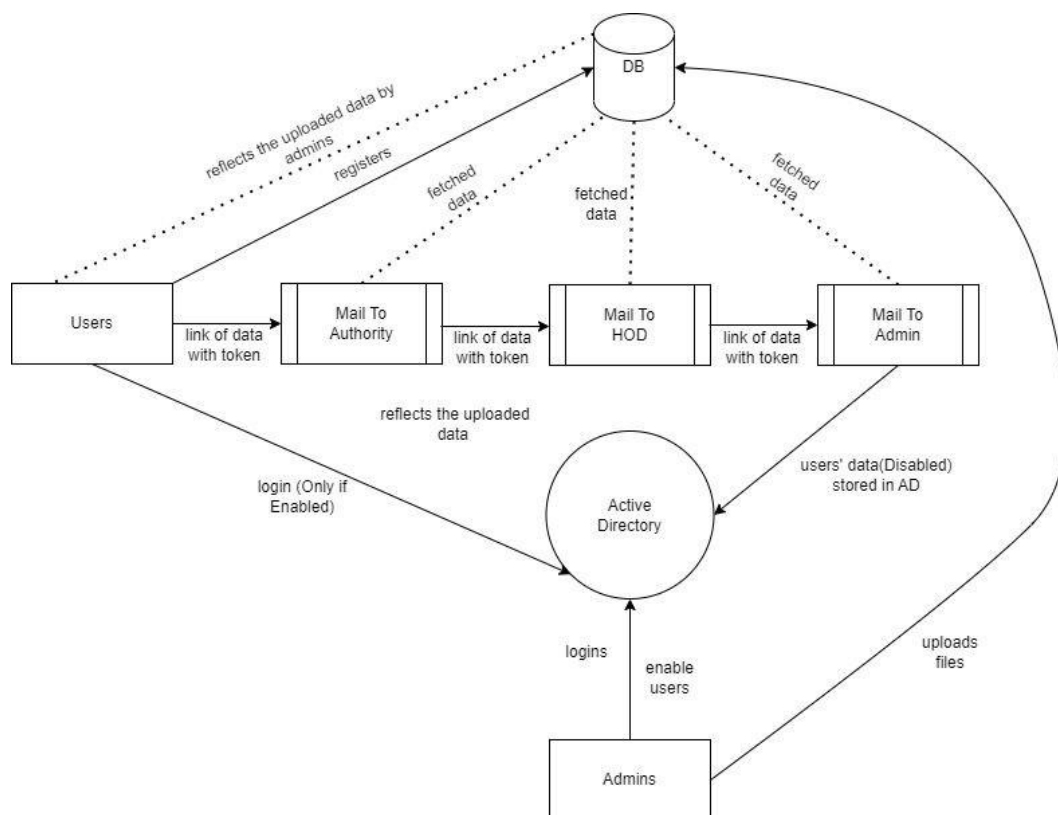 DB
reflects the uploaded data by
admins
registers
fetched
data
fetched
data
fetched
data
Users
link of data
with token
Mail To
Authority
link of data
with token
Mail To
HOD
link of data
with token
Mail To
Admin
reflects the uploaded
data
login (Only if
Enabled)
Active
Directory
users' data(Disabled)
stored in AD
logins
enable
users
uploads
files
Admins